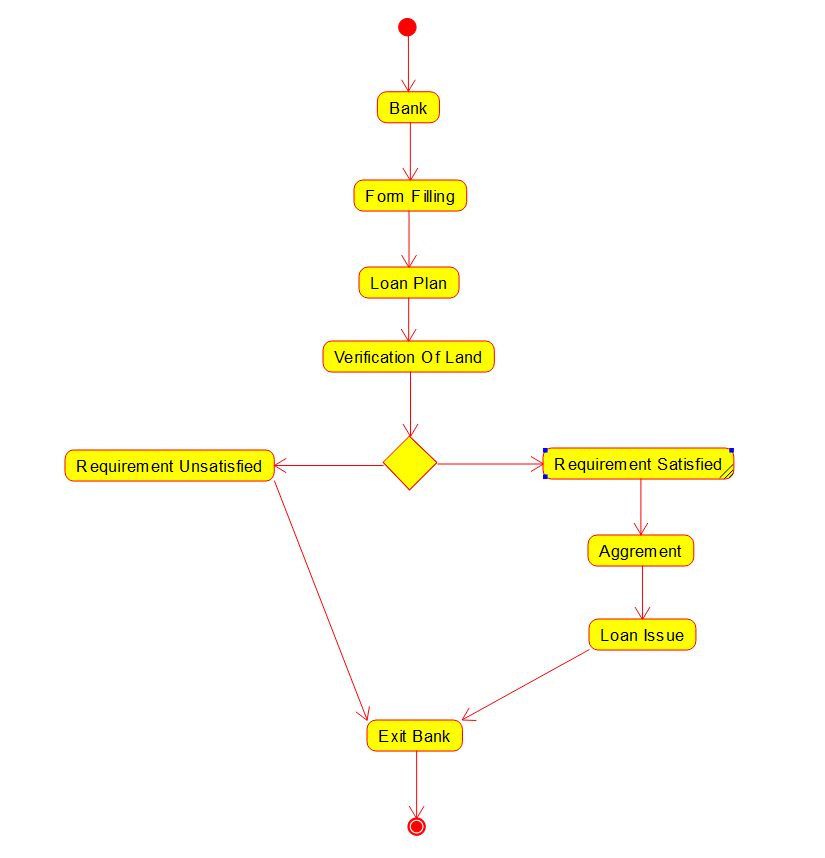 Bank
Form Filling
Loan Plan
Verification Of Land
Requirement Unsatisfied
Requirement Satisfied
Aggrement
Loan Issue
Exit Bank